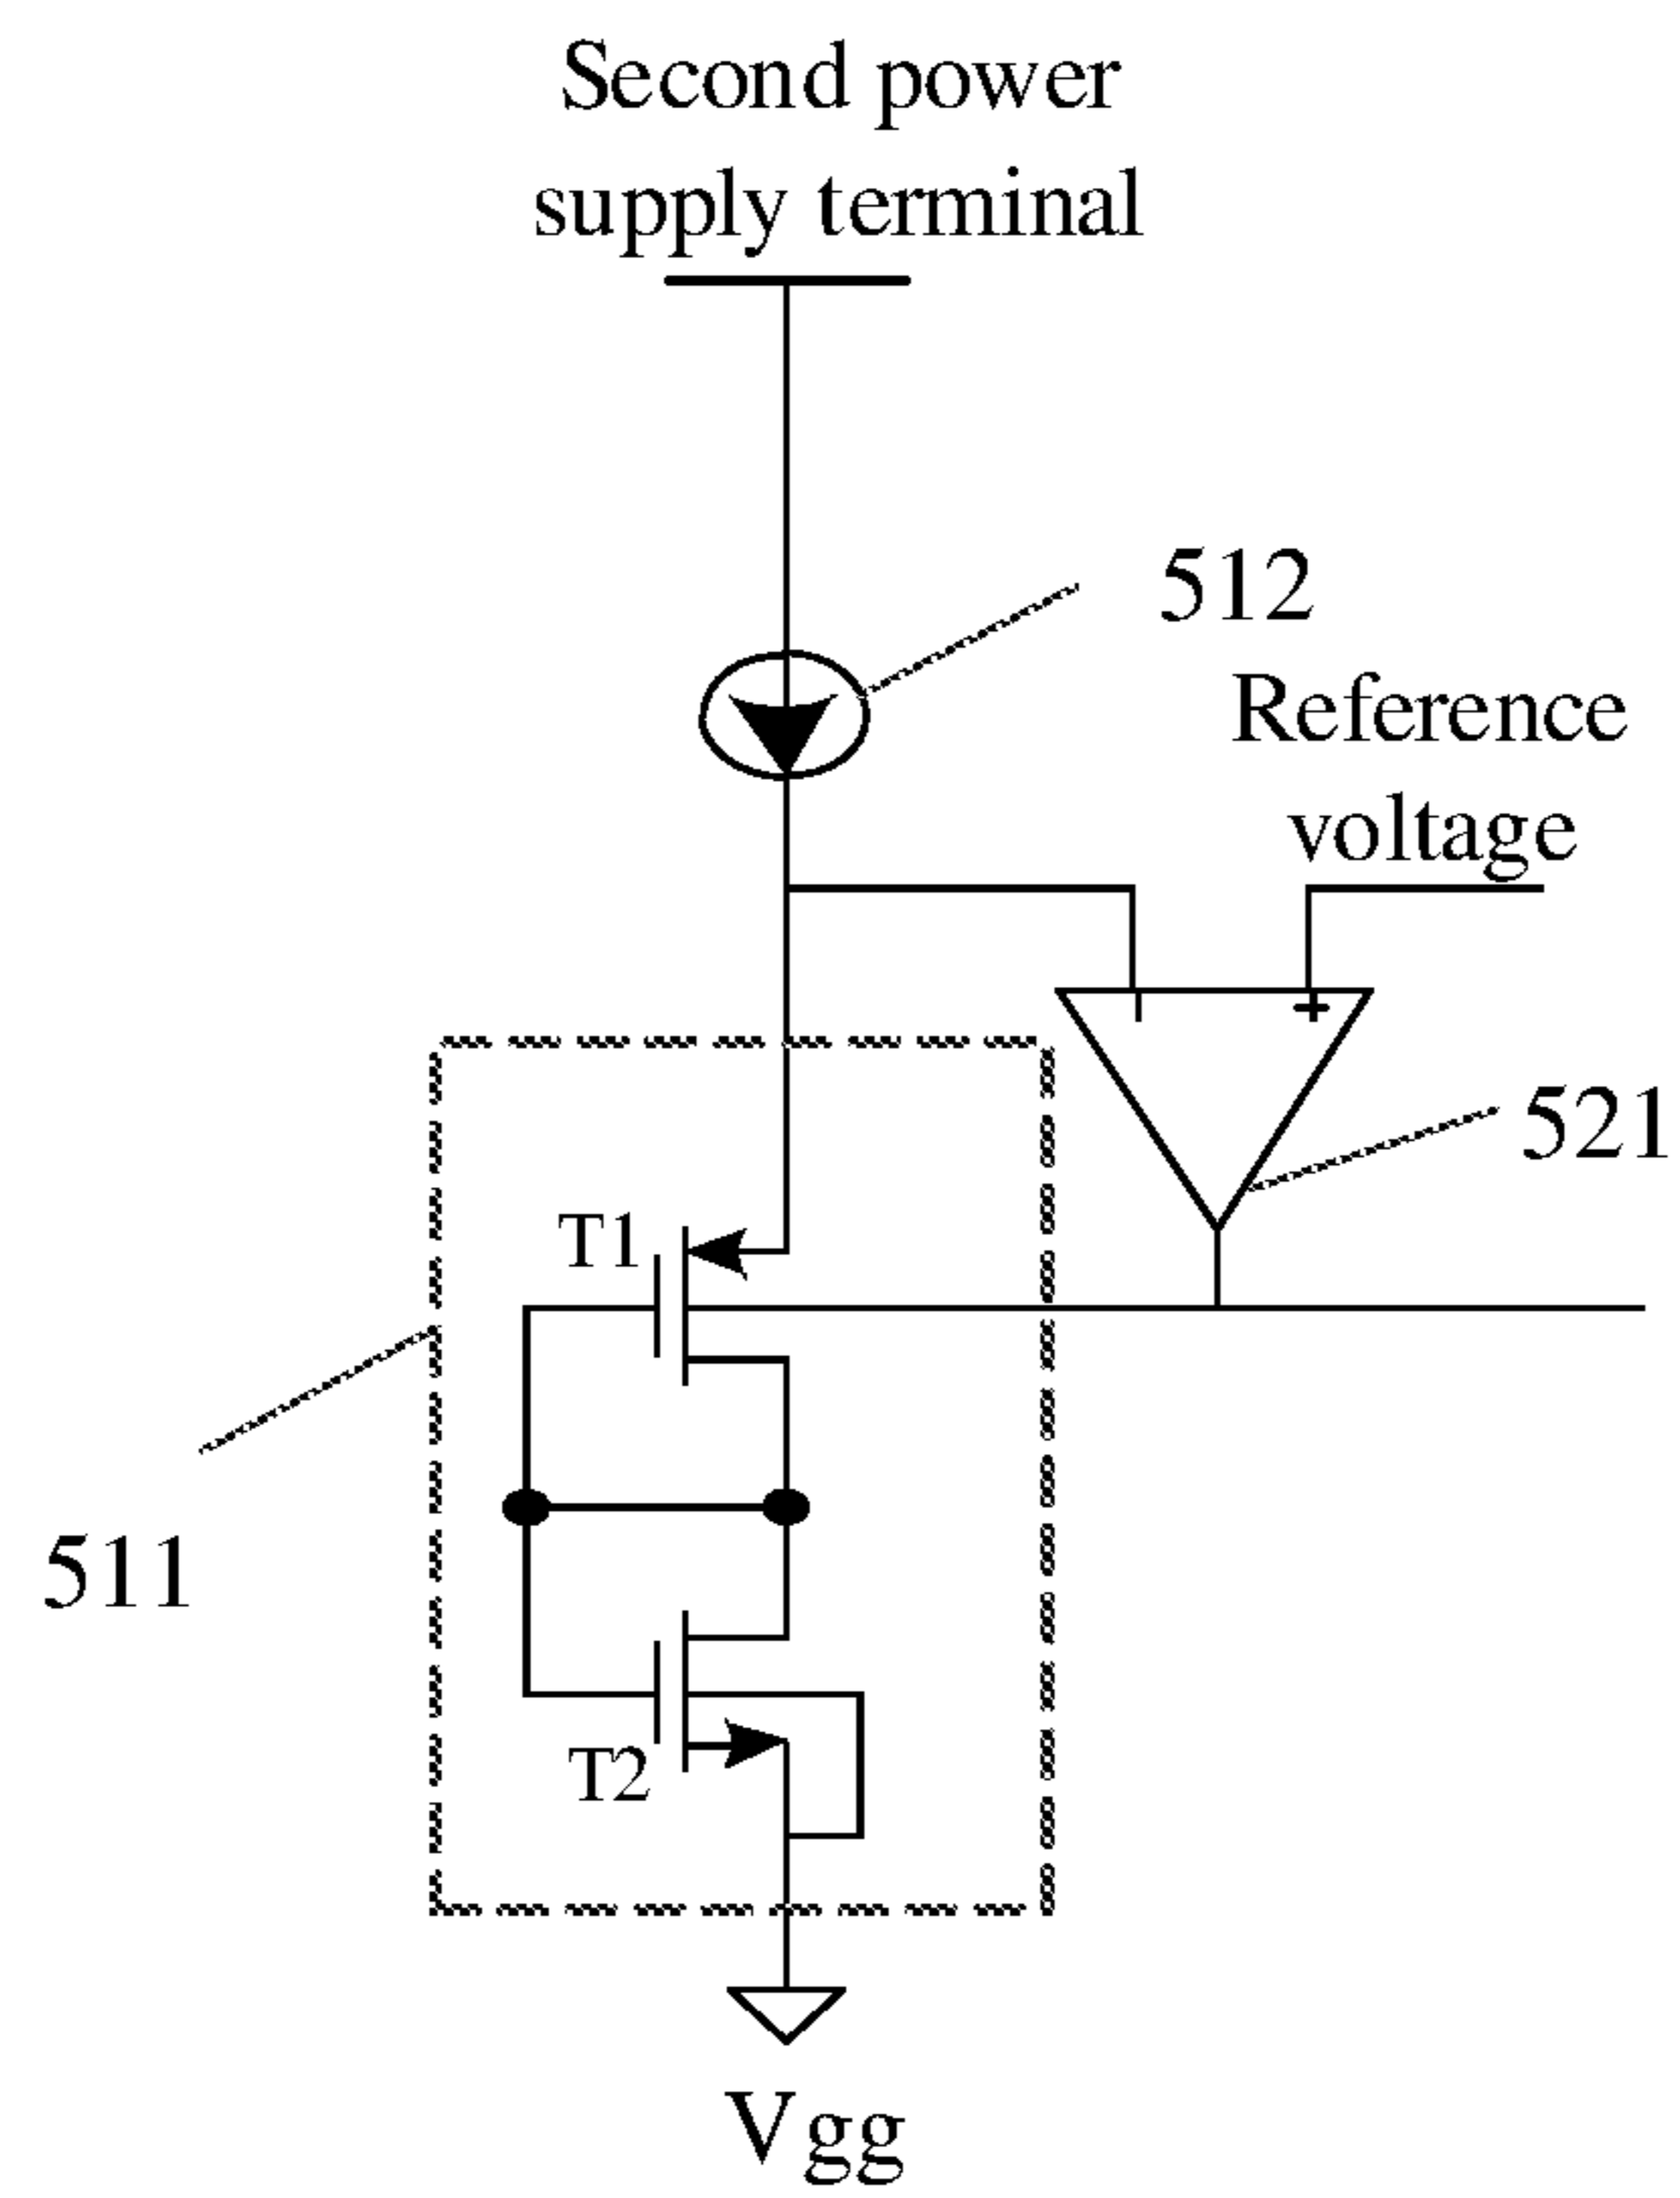 Second power
supply terminal
512
Reference
voltage
- +
521
T1
511
T2
Vgg